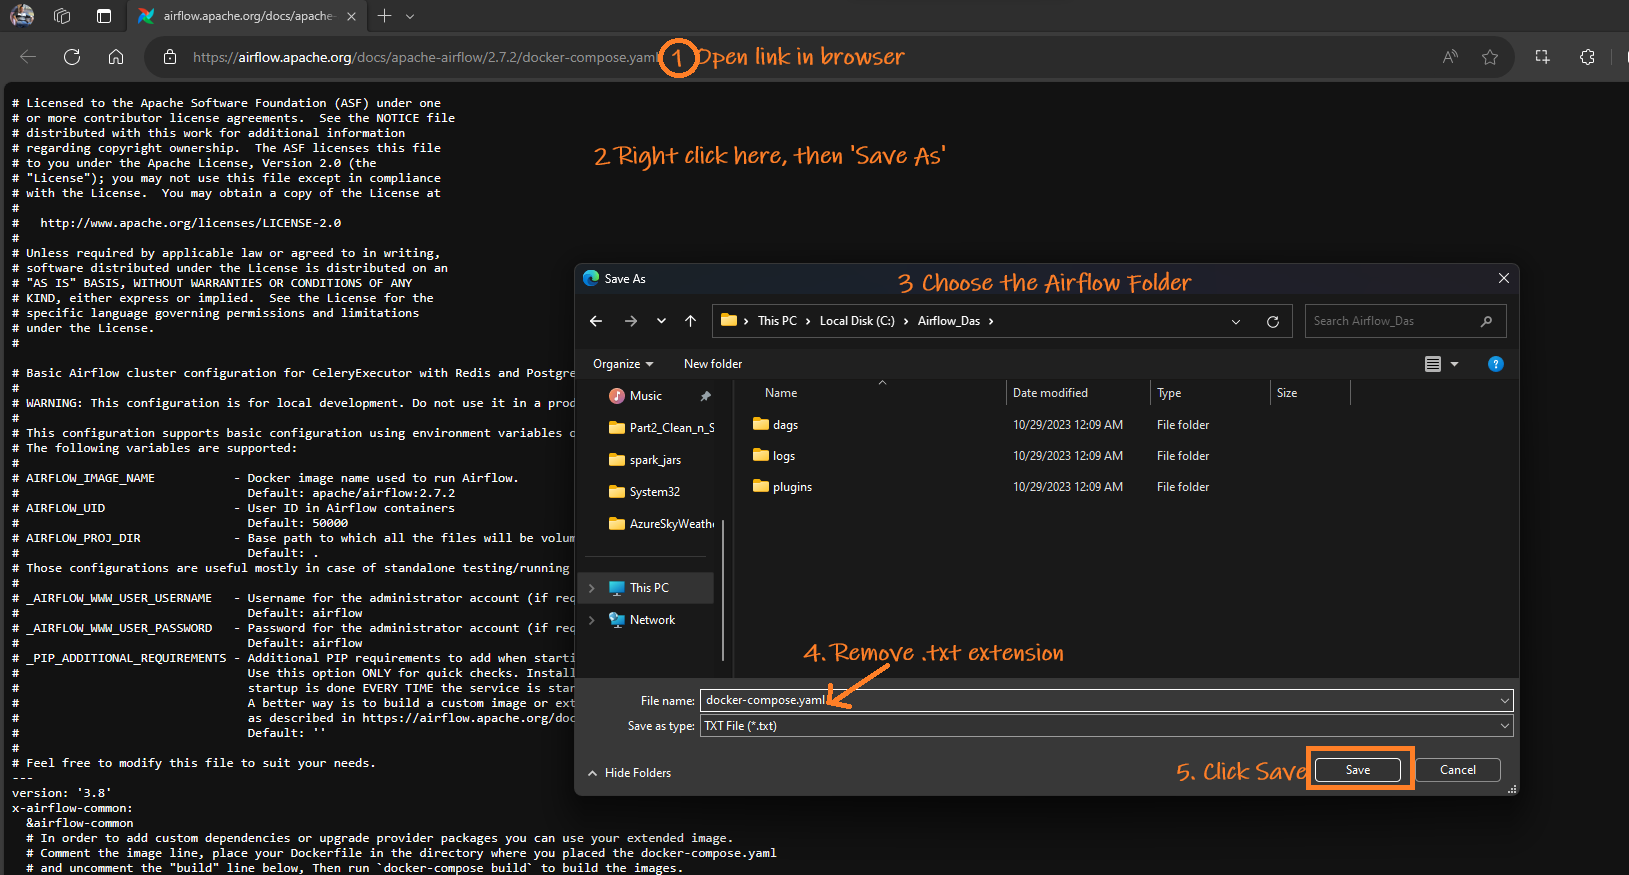 airflow.apache.org/docs/apache-
https://airflow.apache.org/docs/apache-airflow/2.7.2/docker-compose.yaml
1 Open link in browser
2 Right click here, then 'Save As'
# Licensed to the Apache Software Foundation (ASF) under one
# or more contributor license agreements.  See the NOTICE file
# distributed with this work for additional information
# regarding copyright ownership.  The ASF licenses this file
# to you under the Apache License, Version 2.0 (the
# "License"); you may not use this file except in compliance
# with the License.  You may obtain a copy of the License at
#
#   http://www.apache.org/licenses/LICENSE-2.0
#
# Unless required by applicable law or agreed to in writing,
# software distributed under the License is distributed on an
# "AS IS" BASIS, WITHOUT WARRANTIES OR CONDITIONS OF ANY
# KIND, either express or implied.  See the License for the
# specific language governing permissions and limitations
# under the License.
#
# Basic Airflow cluster configuration for CeleryExecutor with Redis and Postgre
#
# WARNING: This configuration is for local development. Do not use it in a prod
#
# This configuration supports basic configuration using environment variables o
# The following variables are supported:
#
# AIRFLOW_IMAGE_NAME           - Docker image name used to run Airflow.
#                                Default: apache/airflow:2.7.2
# AIRFLOW_UID                  - User ID in Airflow containers
#                                Default: 50000
# AIRFLOW_PROJ_DIR             - Base path to which all the files will be volum
#                                Default: .
# Those configurations are useful mostly in case of standalone testing/running
#
# _AIRFLOW_WWW_USER_USERNAME   - Username for the administrator account (if req
#                                Default: airflow
# _AIRFLOW_WWW_USER_PASSWORD   - Password for the administrator account (if req
#                                Default: airflow
# _PIP_ADDITIONAL_REQUIREMENTS - Additional PIP requirements to add when starti
#                                Use this option ONLY for quick checks. Install
#                                startup is done EVERY TIME the service is star
#                                A better way is to build a custom image or ext
#                                as described in https://airflow.apache.org/doc
#                                Default: ''
#
# Feel free to modify this file to suit your needs.
---
version: '3.8'
x-airflow-common:
  &airflow-common
  # In order to add custom dependencies or upgrade provider packages you can use your extended image.
  # Comment the image line, place your Dockerfile in the directory where you placed the docker-compose.yaml
  # and uncomment the "build" line below, Then run `docker-compose build` to build the images.
Save As
3 Choose the Airflow Folder
This PC > Local Disk (C:) > Airflow_Das >
Search Airflow_Das
Organize
New folder
Music
Part2_Clean_n_S
spark_jars
System32
AzureSkyWeathe
This PC
Network
Name Date modified Type Size
dags 10/29/2023 12:09 AM File folder
logs 10/29/2023 12:09 AM File folder
plugins 10/29/2023 12:09 AM File folder
4. Remove .txt extension
File name: docker-compose.yaml
Save as type: TXT File (*.txt)
Hide Folders
5. Click Save
Save
Cancel